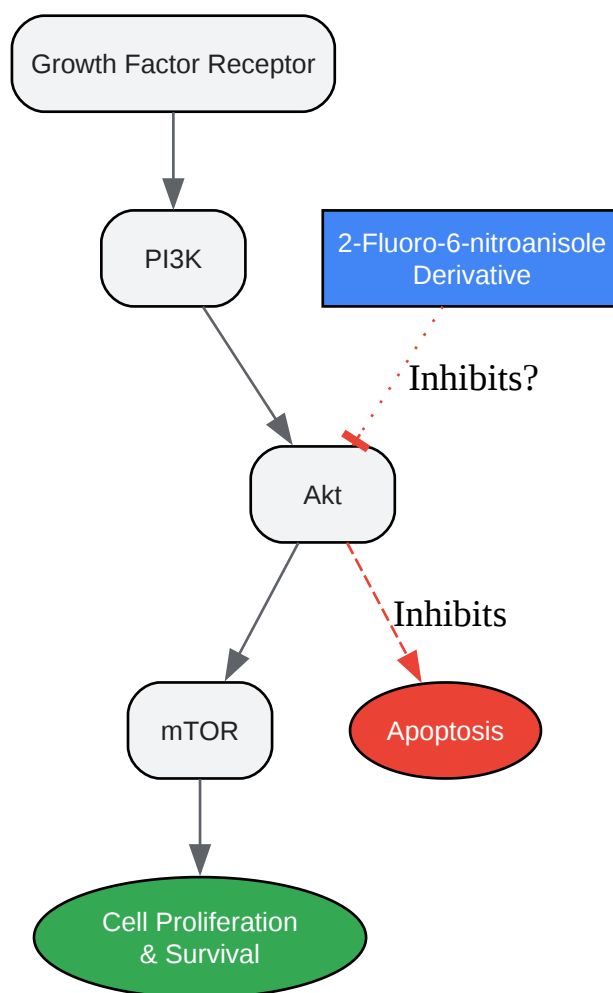 Growth Factor Receptor
PI3K
2-Fluoro-6-nitroanisole
Derivative
Inhibits?
Akt
Inhibits
mTOR
Apoptosis
Cell Proliferation
& Survival